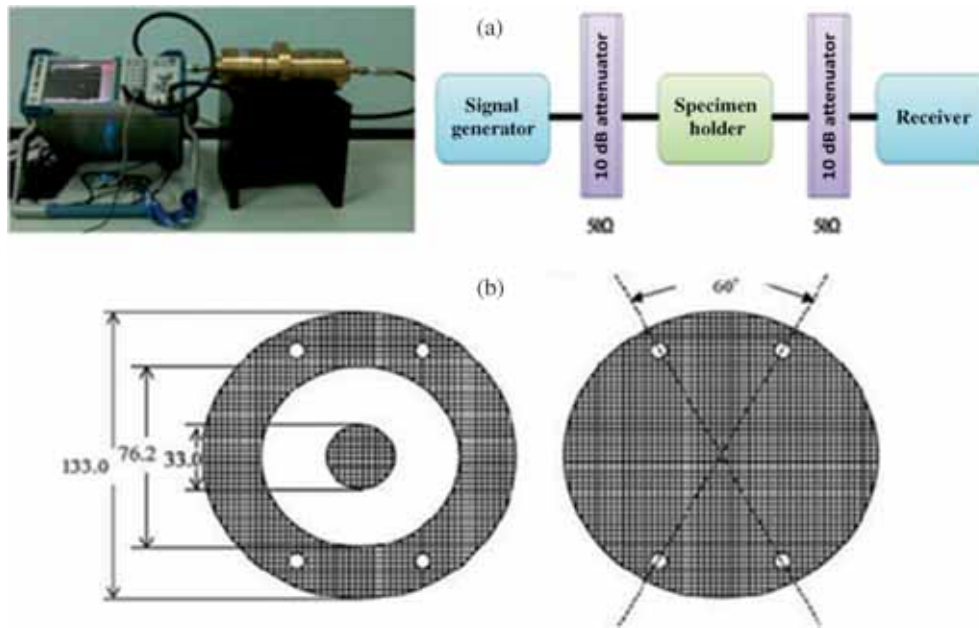 (a)
Signal
generator
10 dB attenuator
Specimen
holder
10 dB attenuator
Receiver
50Ω
50Ω
(b)
133.0
76.2
33.0
60°